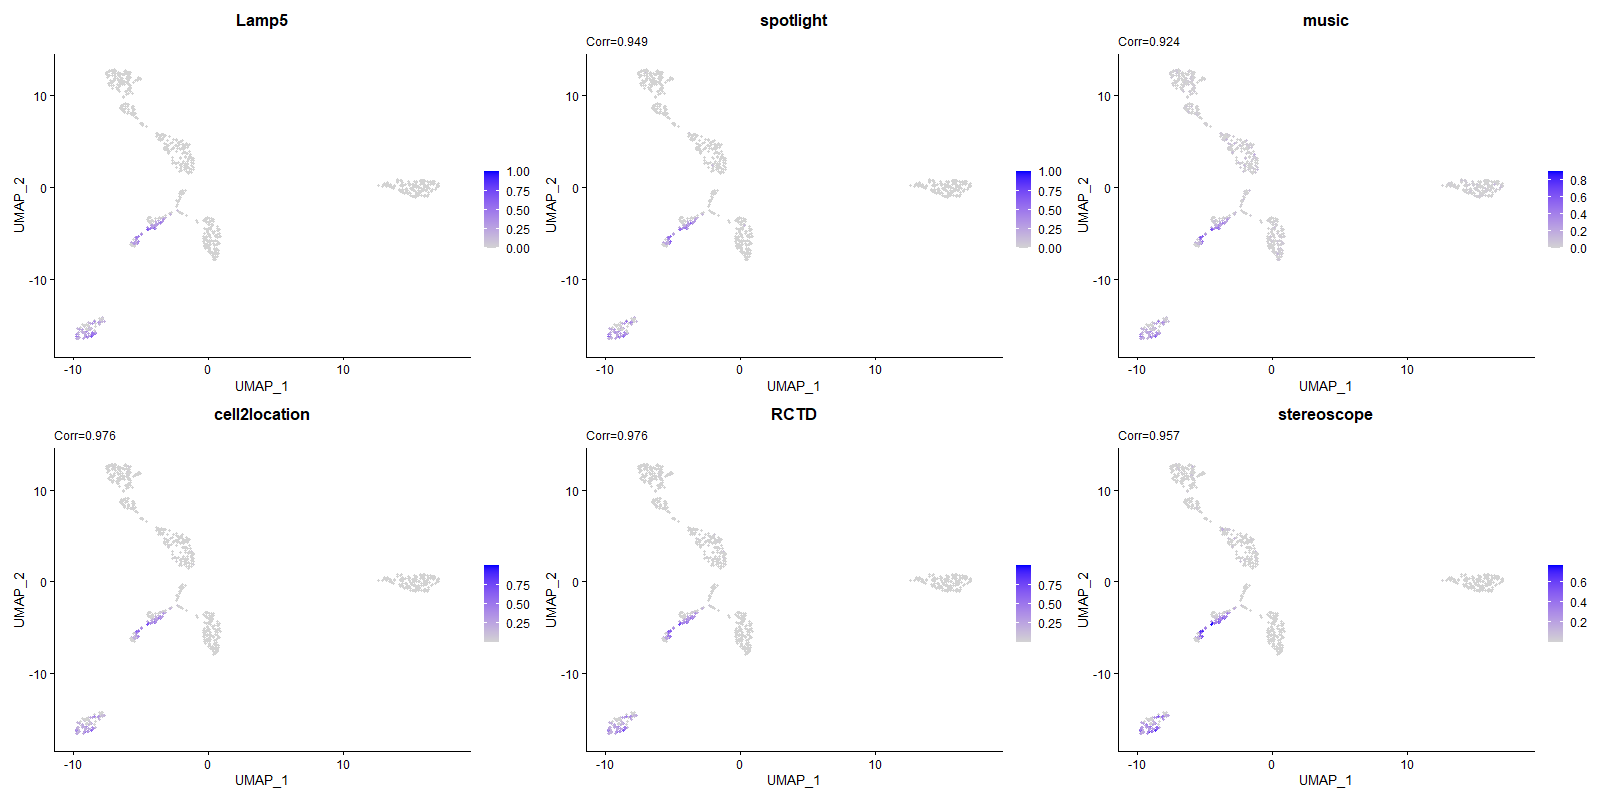 Lamp5
10
0
-10
-10
0
10
UMAP_1
UMAP_2
1.00
0.75
0.50
0.25
0.00
spotlight
Corr=0.949
10
0
-10
-10
0
10
UMAP_1
UMAP_2
1.00
0.75
0.50
0.25
0.00
music
Corr=0.924
10
0
-10
-10
0
10
UMAP_1
UMAP_2
0.8
0.6
0.4
0.2
0.0
cell2location
Corr=0.976
10
0
-10
-10
0
10
UMAP_1
UMAP_2
0.75
0.50
0.25
RCTD
Corr=0.976
10
0
-10
-10
0
10
UMAP_1
UMAP_2
0.75
0.50
0.25
stereoscope
Corr=0.957
10
0
-10
-10
0
10
UMAP_1
UMAP_2
0.6
0.4
0.2